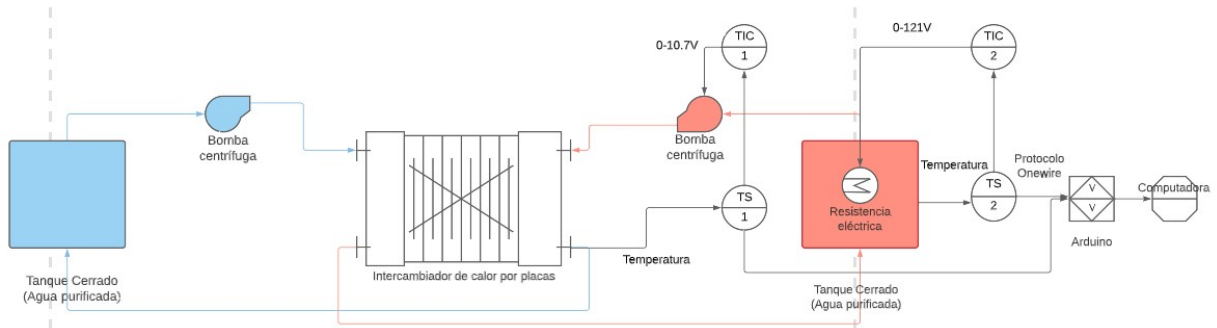 TIC
1
TIC
2
0-10.7V
0-121V
Bomba
centrífuga
Bomba
centrífuga
Temperatura
Protocolo
Onewire
TS
1
TS
2
V
V
Computadora
Resistencia
eléctrica
Arduino
Temperatura
Intercambiador de calor por placas
Tanque Cerrado
(Agua purificada)
Tanque Cerrado
(Agua purificada)